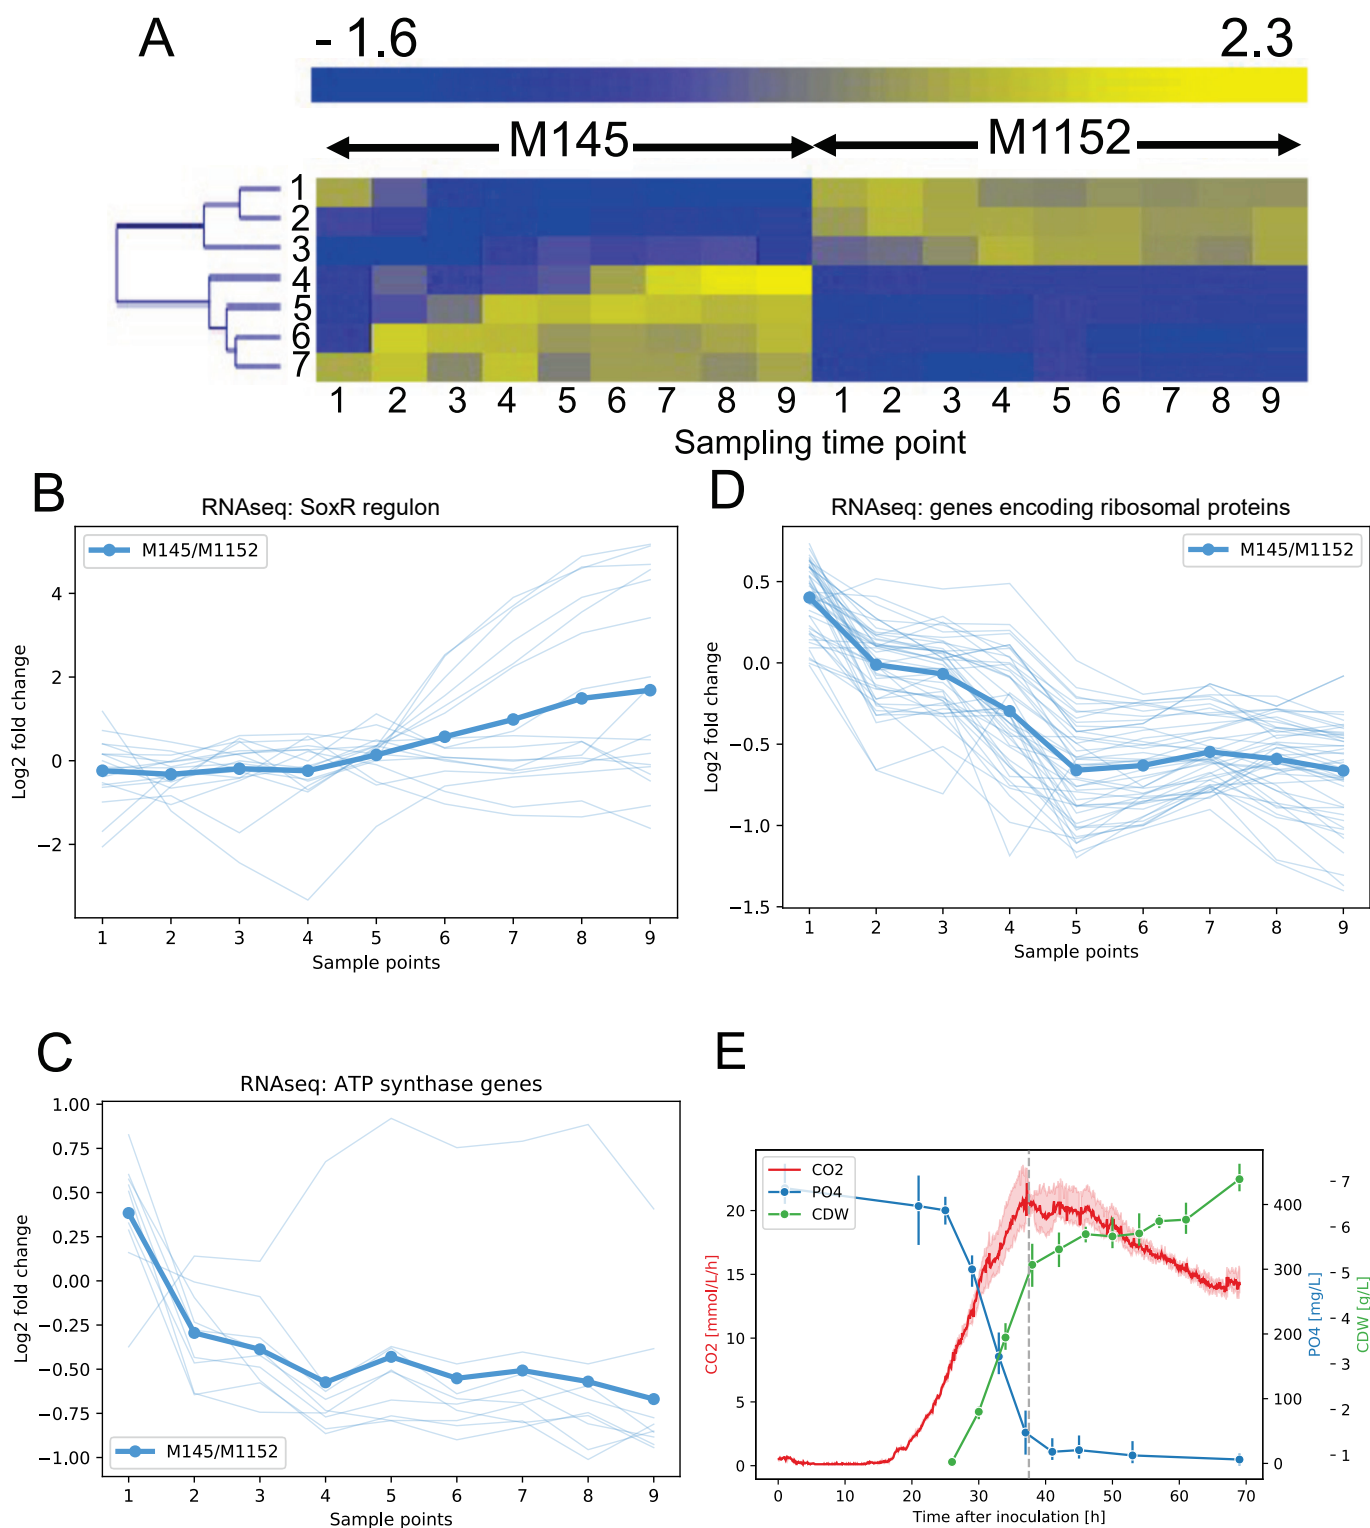 A
- 1.6 2.3
M145 M1152
1
2
3
4
5
6
7
1 2 3 4 5 6 7 8 9 1 2 3 4 5 6 7 8 9
Sampling time point
B
RNAseq: SoxR regulon
M145/M1152
Log2 fold change
4
2
0
−2
1 2 3 4 5 6 7 8 9
Sample points
D
RNAseq: genes encoding ribosomal proteins
M145/M1152
Log2 fold change
0.5
0.0
−0.5
−1.0
−1.5
1 2 3 4 5 6 7 8 9
Sample points
C
RNAseq: ATP synthase genes
Log2 fold change
1.00
0.75
0.50
0.25
0.00
−0.25
−0.50
−0.75
−1.00
M145/M1152
1 2 3 4 5 6 7 8 9
Sample points
E
CO2
PO4
CDW
CO2 [mmol/L/h]
20
15
10
5
0
400
300
200
100
0
PO4 [mg/L]
7
6
5
4
3
2
1
CDW [g/L]
0 10 20 30 40 50 60 70
Time after inoculation [h]